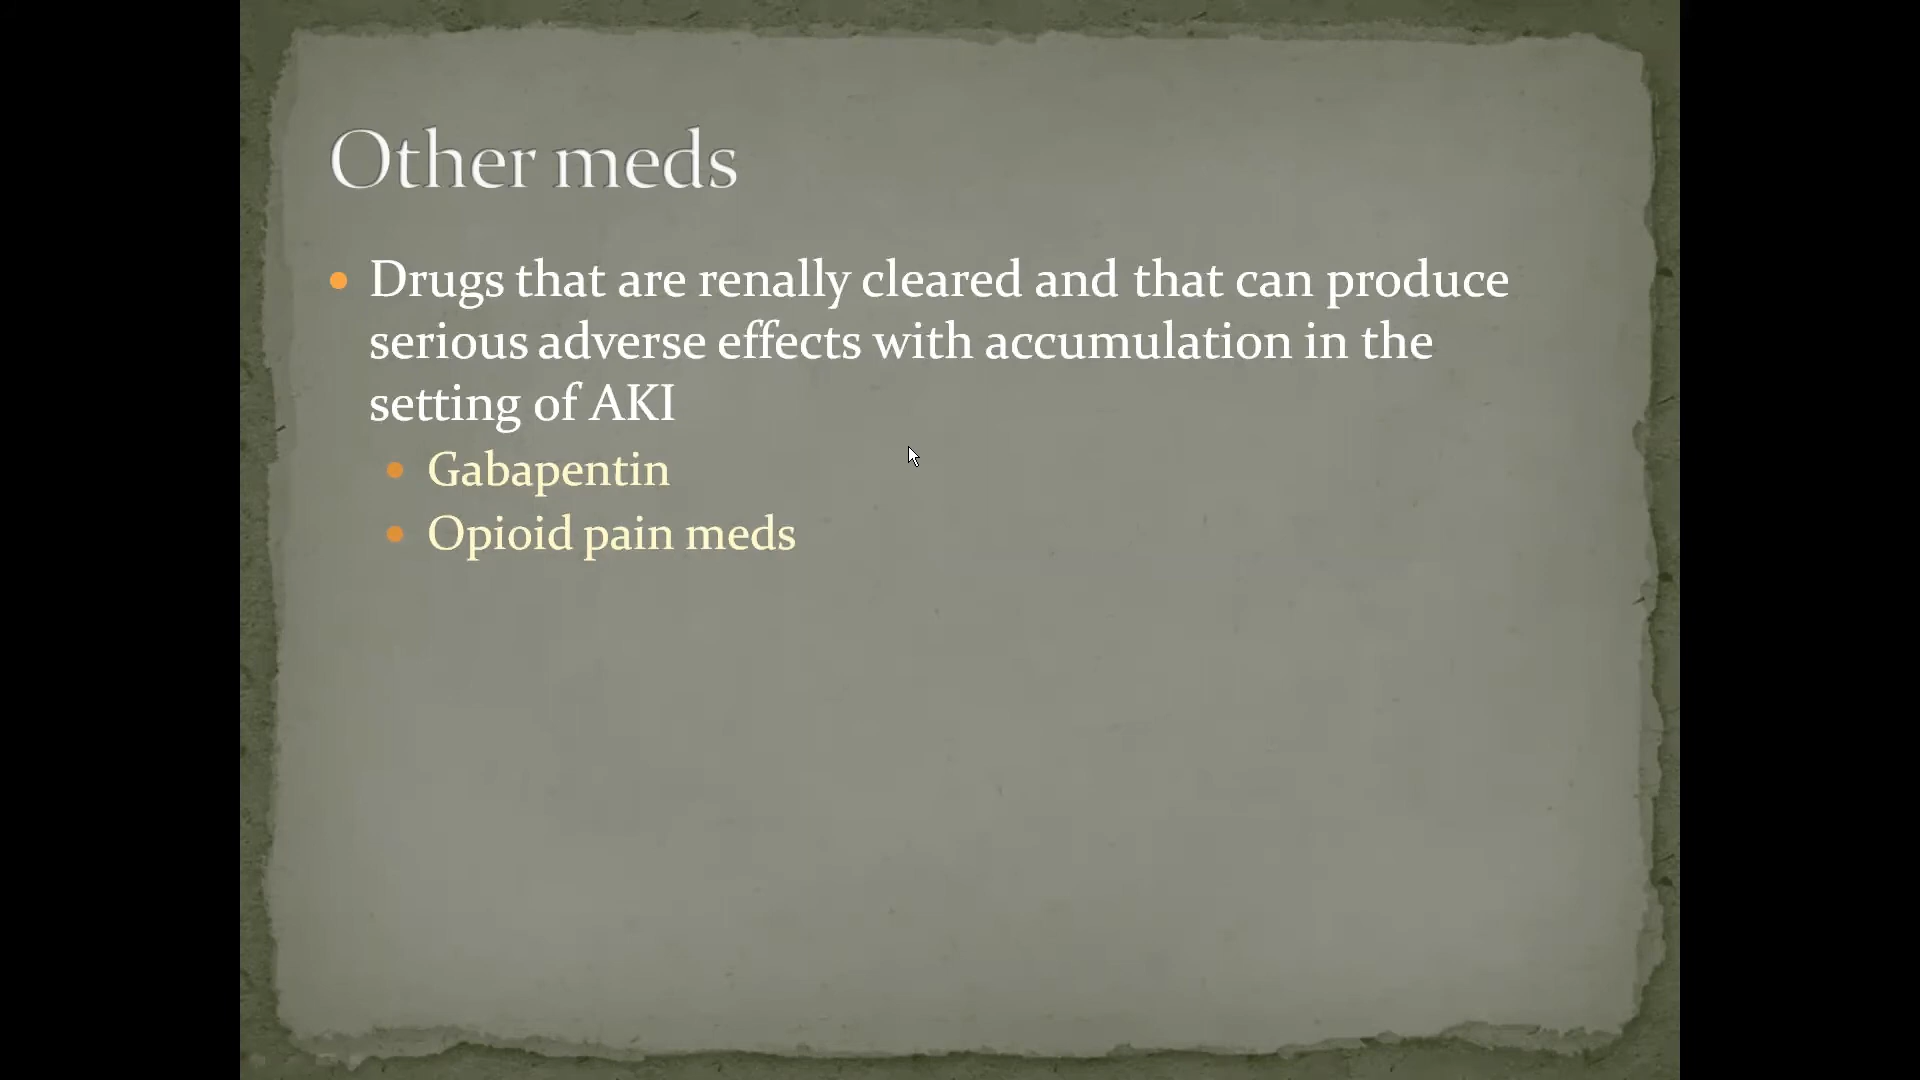 Other meds
Drugs that are renally cleared and that can produce
serious adverse effects with accumulation in the
setting of AKI
Gabapentin
Opioid pain meds